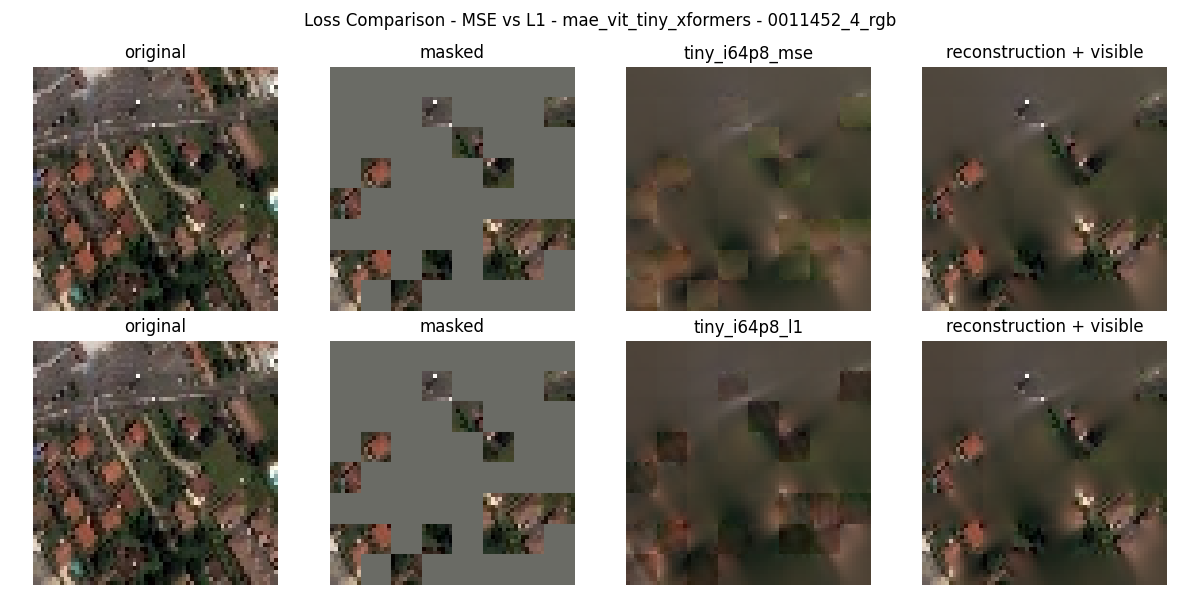 Loss Comparison - MSE vs L1 - mae_vit_tiny_xformers - 0011452_4_rgb
original
masked
tiny_i64p8_mse
reconstruction + visible
original
masked
tiny_i64p8_l1
reconstruction + visible